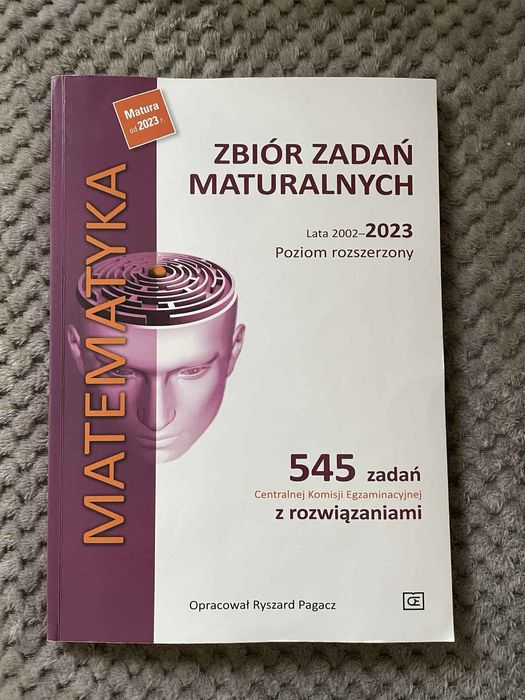 Matura
od 2023 r.
ZBIÓR ZADAŃ
MATURALNYCH
Lata 2002–2023
Poziom rozszerzony
MATEMATYKA
545 zadań
Centralnej Komisji Egzaminacyjnej
z rozwiązaniami
Opracował Ryszard Pagacz